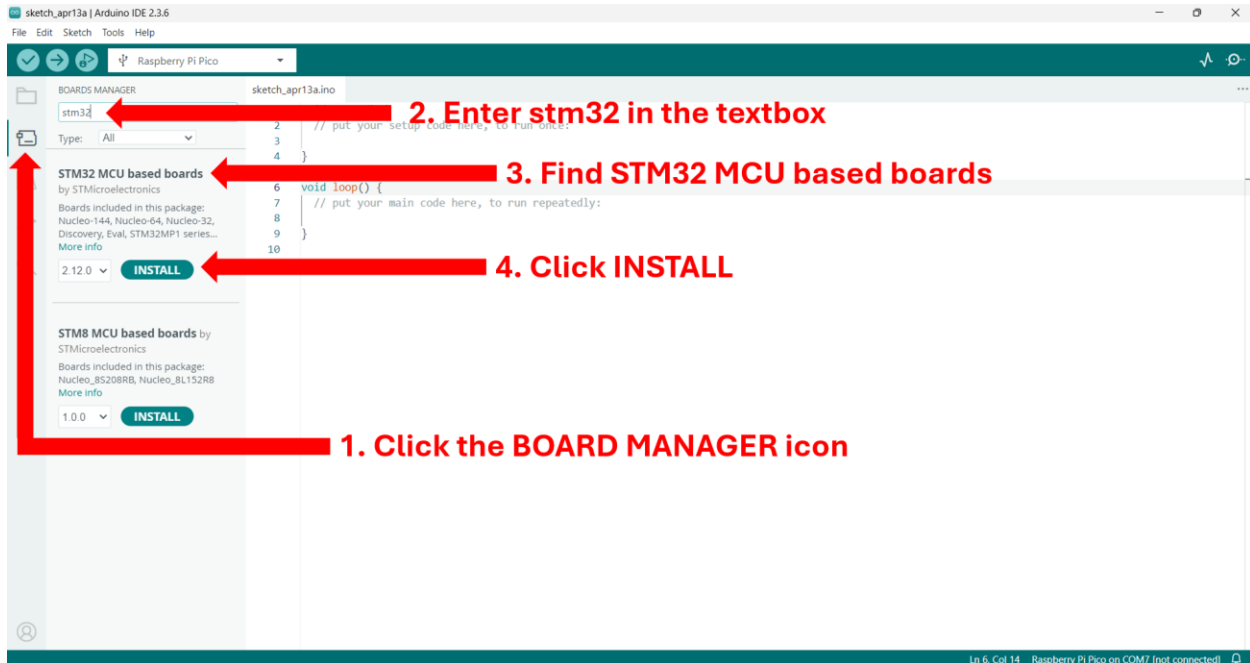 sketch_apr13a | Arduino IDE 2.3.6
File Edit Sketch Tools Help
Raspberry Pi Pico
BOARDS MANAGER
sketch_apr13a.ino
stm32
2. Enter stm32 in the textbox
Type: All
2 // put your setup code here, to run once:
3
4 }
STM32 MCU based boards
3. Find STM32 MCU based boards
by STMicroelectronics
6 void loop() {
Boards included in this package:
7 // put your main code here, to run repeatedly:
Nucleo-144, Nucleo-64, Nucleo-32,
8
Discovery, Eval, STM32MP1 series...
9 }
More info
10
2.12.0 INSTALL
4. Click INSTALL
STM8 MCU based boards by
STMicroelectronics
Boards included in this package:
Nucleo_8S208RB, Nucleo_8L152R8
More info
1.0.0 INSTALL
1. Click the BOARD MANAGER icon
Ln 6, Col 14 Raspberry Pi Pico on COM7 [not connected]